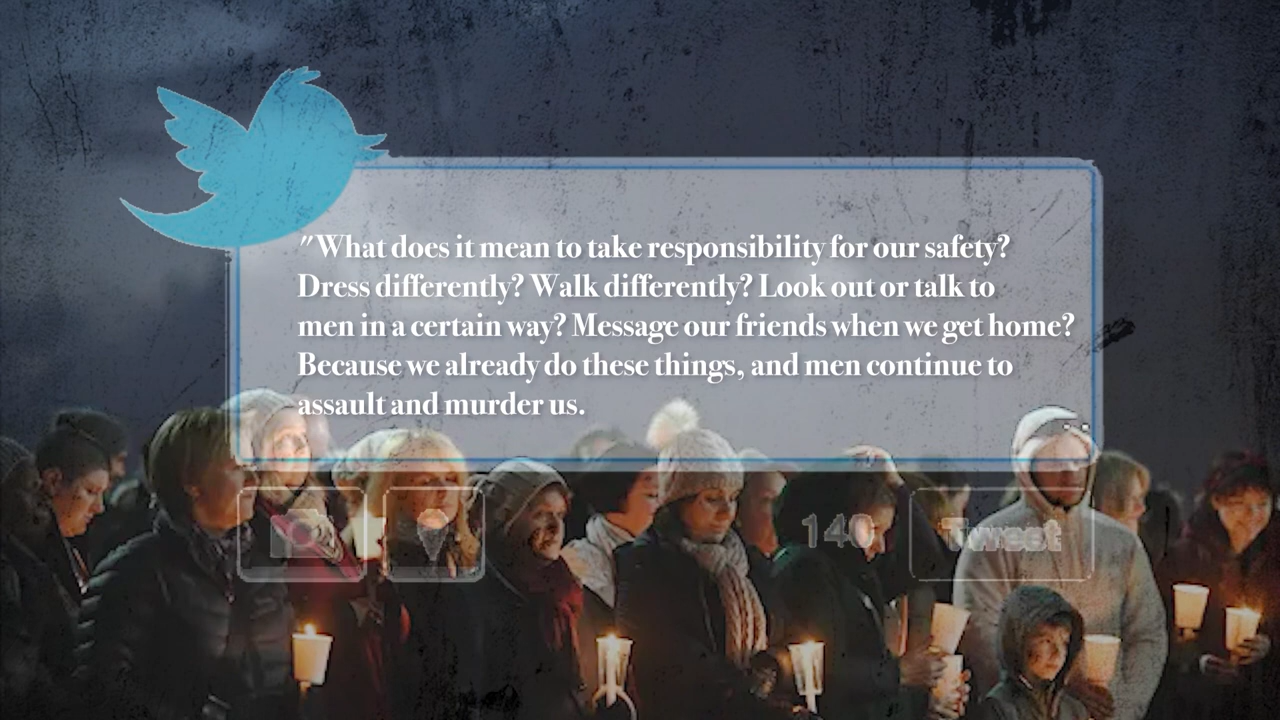 "What does it mean to take responsibility for our safety?
Dress differently? Walk differently? Look out or talk to
men in a certain way? Message our friends when we get home?
Because we already do these things, and men continue to
assault and murder us.
140
Tweet